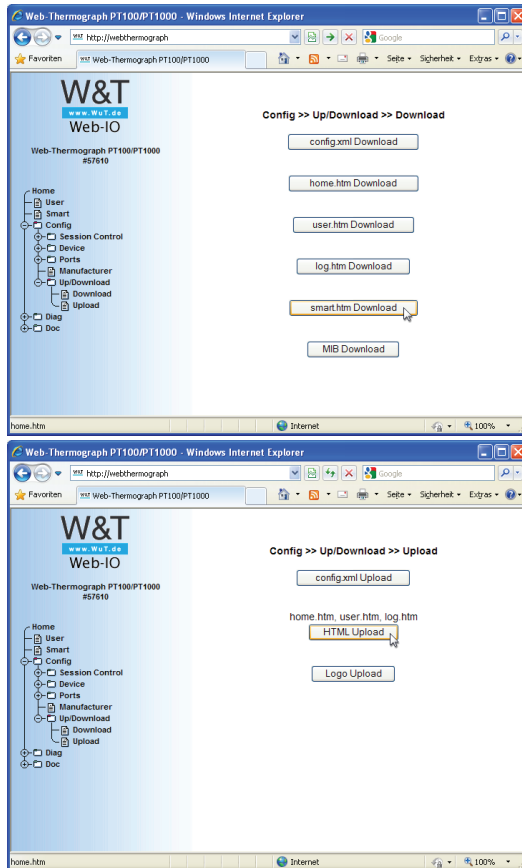 Web-Thermograph PT100/PT1000 - Windows Internet Explorer
W&T http://webthermograph
Google
Favoriten
W&T Web-Thermograph PT100/PT1000
Seite
Sicherheit
Extras
W&T
www.WuT.de
Web-IO
Web-Thermograph PT100/PT1000
#57610
Home
User
Smart
Config
Session Control
Device
Ports
Manufacturer
Up/Download
Download
Upload
Diag
Doc
Config >> Up/Download >> Download
config.xml Download
home.htm Download
user.htm Download
log.htm Download
smart.htm Download
MIB Download
home.htm
Internet
100%
Web-Thermograph PT100/PT1000 - Windows Internet Explorer
W&T http://webthermograph
Google
Favoriten
W&T Web-Thermograph PT100/PT1000
Seite
Sicherheit
Extras
W&T
www.WuT.de
Web-IO
Web-Thermograph PT100/PT1000
#57610
Home
User
Smart
Config
Session Control
Device
Ports
Manufacturer
Up/Download
Download
Upload
Diag
Doc
Config >> Up/Download >> Upload
config.xml Upload
home.htm, user.htm, log.htm
HTML Upload
Logo Upload
home.htm
Internet
100%